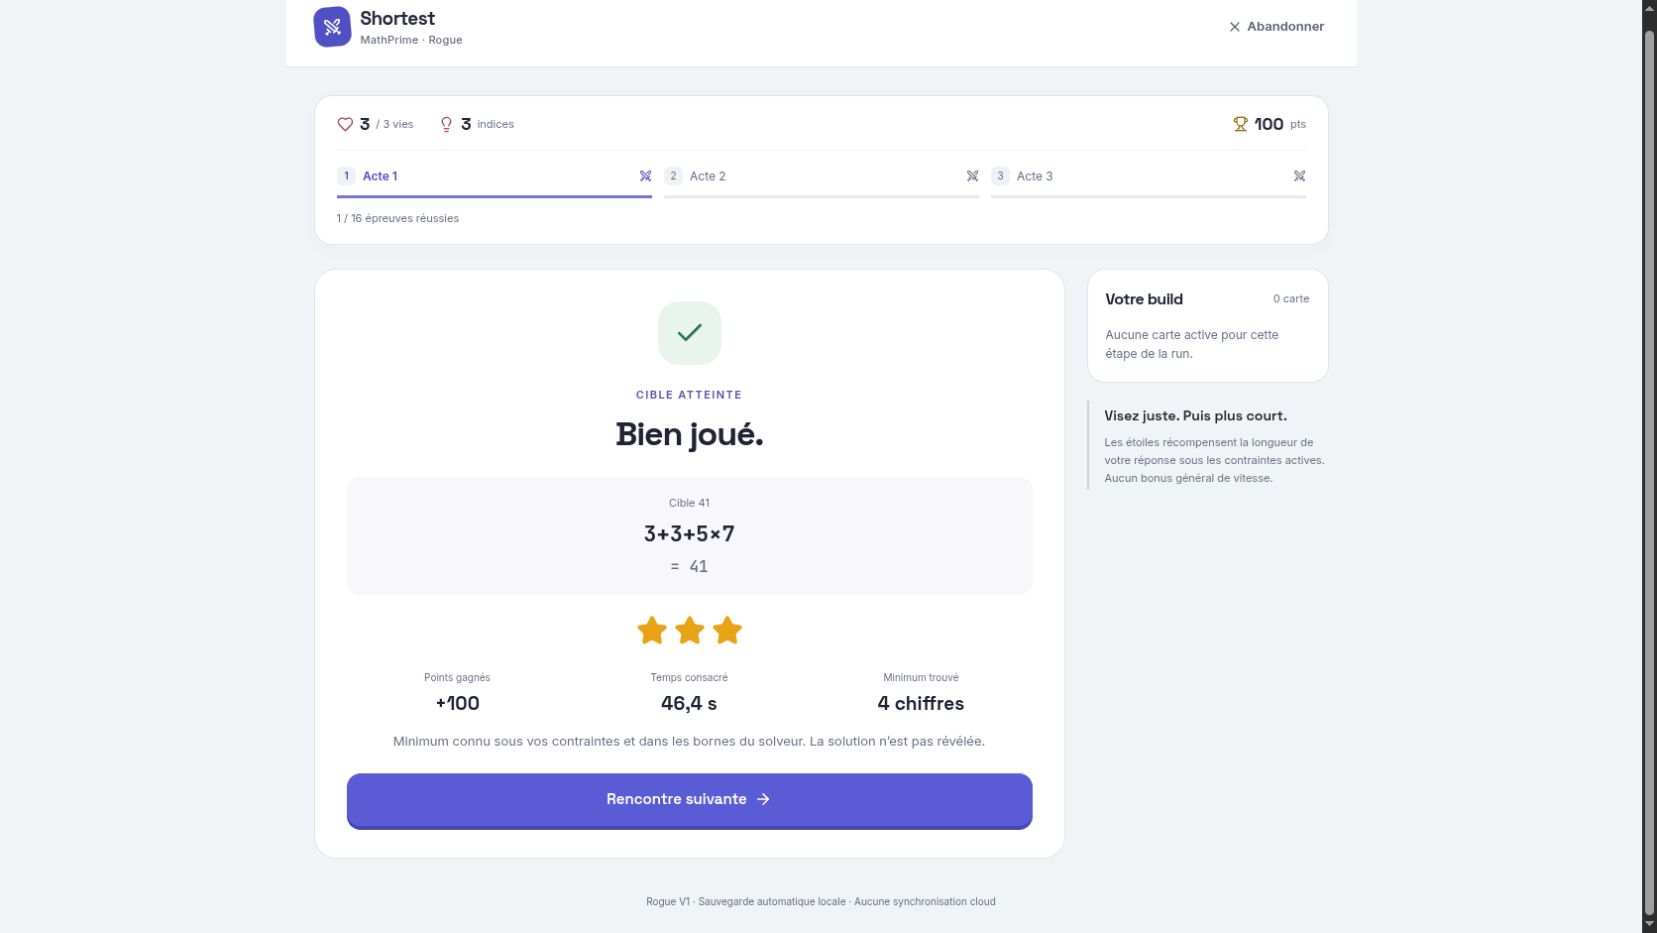 Shortest
MathPrime · Rogue
Abandonner
3 / 3 vies
3 indices
100 pts
1 Acte 1
2 Acte 2
3 Acte 3
1 / 16 épreuves réussies
CIBLE ATTEINTE
Bien joué.
Cible 41
3+3+5×7
= 41
Points gagnés
+100
Temps consacré
46,4 s
Minimum trouvé
4 chiffres
Minimum connu sous vos contraintes et dans les bornes du solveur. La solution n’est pas révélée.
Rencontre suivante →
Votre build
0 carte
Aucune carte active pour cette
étape de la run.
Visez juste. Puis plus court.
Les étoiles récompensent la longueur de
votre réponse sous les contraintes actives.
Aucun bonus général de vitesse.
Rogue V1 · Sauvegarde automatique locale · Aucune synchronisation cloud